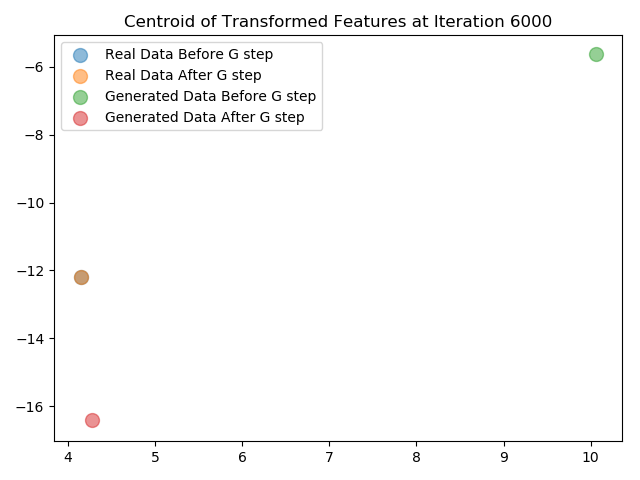 Centroid of Transformed Features at Iteration 6000
Real Data Before G step
Real Data After G step
Generated Data Before G step
Generated Data After G step
−6
−8
−10
−12
−14
−16
4 5 6 7 8 9 10